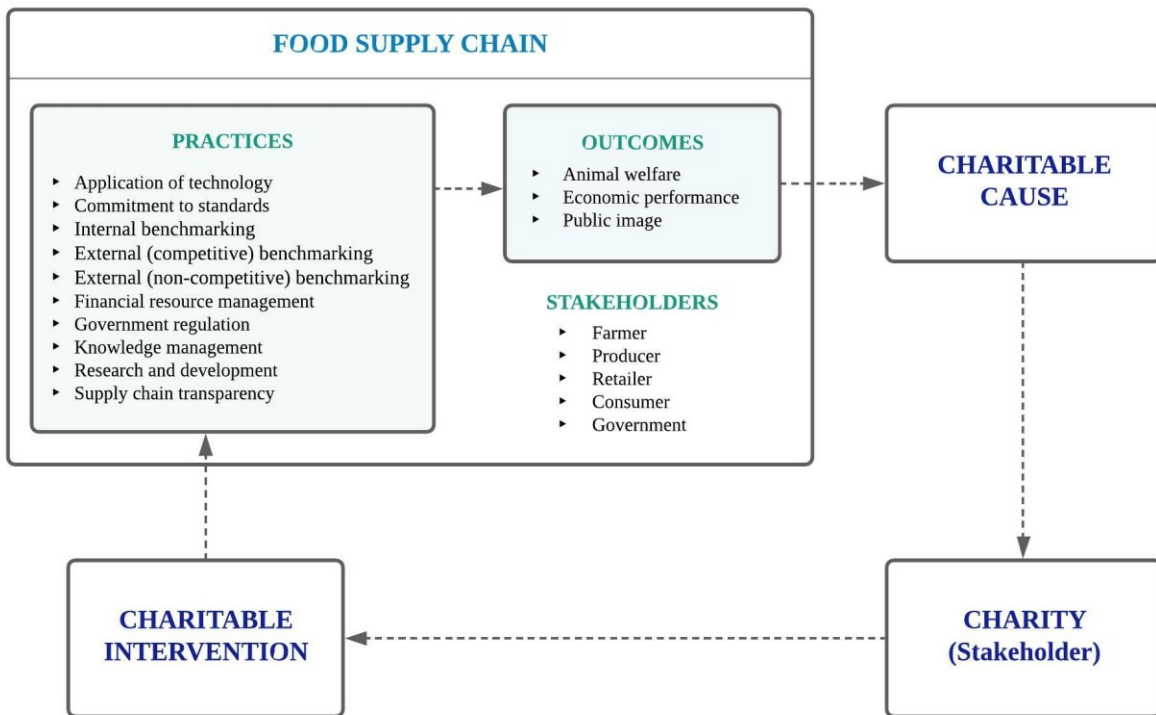 FOOD SUPPLY CHAIN
PRACTICES
Application of technology
Commitment to standards
Internal benchmarking
External (competitive) benchmarking
External (non-competitive) benchmarking
Financial resource management
Government regulation
Knowledge management
Research and development
Supply chain transparency
OUTCOMES
Animal welfare
Economic performance
Public image
STAKEHOLDERS
Farmer
Producer
Retailer
Consumer
Government
CHARITABLE
CAUSE
CHARITABLE
INTERVENTION
CHARITY
(Stakeholder)